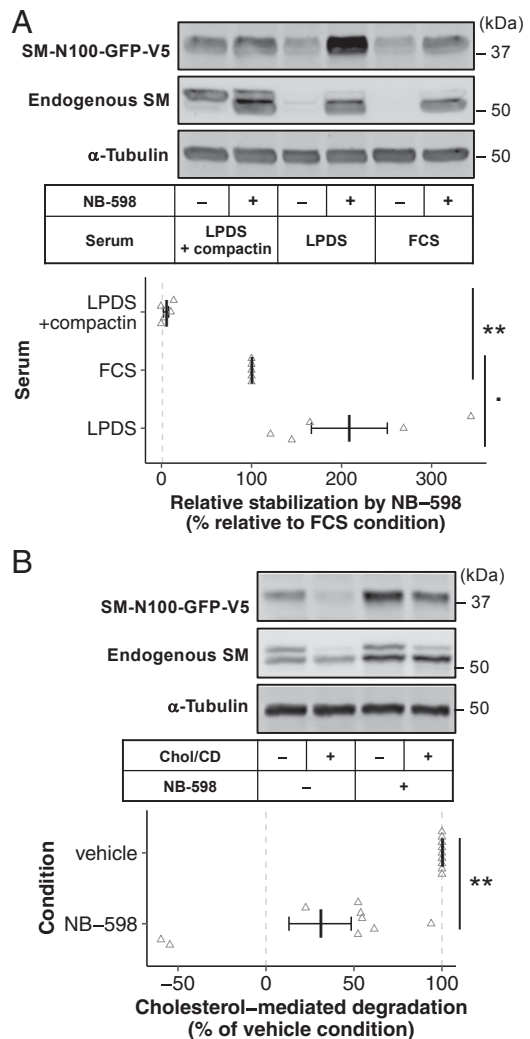 A
(kDa)
SM-N100-GFP-V5
37
Endogenous SM
50
α-Tubulin
50
NB-598 – + – + – +
Serum LPDS + compactin LPDS FCS
Serum
LPDS
+compactin
**
FCS
.
LPDS
0 100 200 300
Relative stabilization by NB–598
(% relative to FCS condition)
B
(kDa)
SM-N100-GFP-V5
37
Endogenous SM
50
α-Tubulin
50
Chol/CD – + – +
NB-598 – +
Condition
vehicle
**
NB–598
–50 0 50 100
Cholesterol–mediated degradation
(% of vehicle condition)